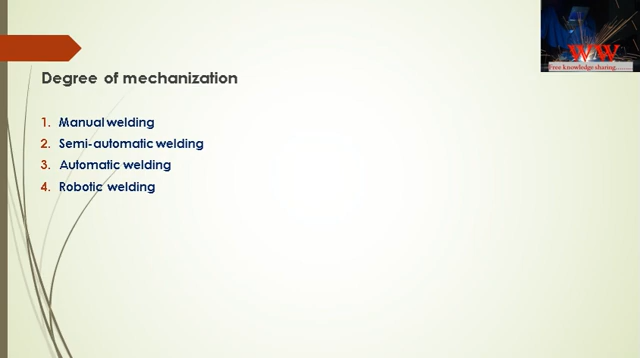 WW
Free knowledge sharing........
Degree of mechanization
1. Manual welding
2. Semi-automatic welding
3. Automatic welding
4. Robotic welding